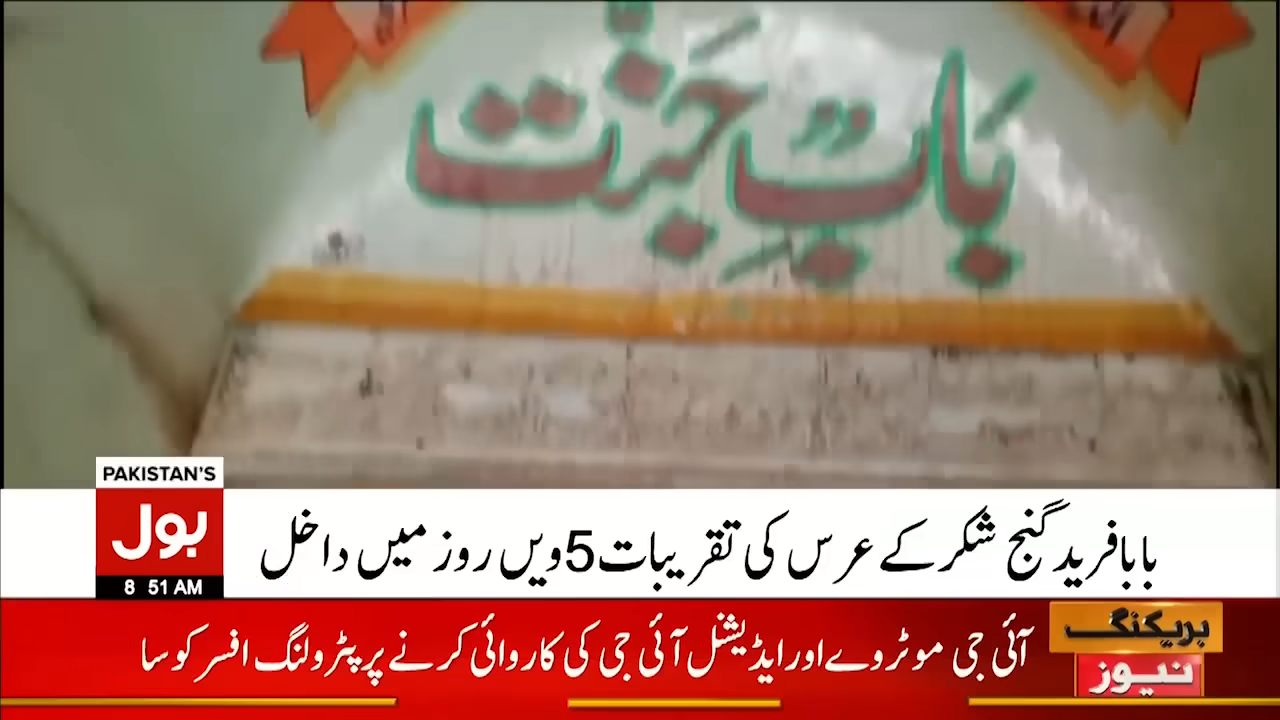 بابِ جنّت
PAKISTAN'S
بول
8 51 AM
بابا فرید گنج شکر کے عرس کی تقریبات 5ویں روز میں داخل
بریکنگ
نیوز
آئی جی موٹروے اور ایڈیشنل آئی جی کی کاروائی کرنے پر پٹرولنگ افسر کو سا